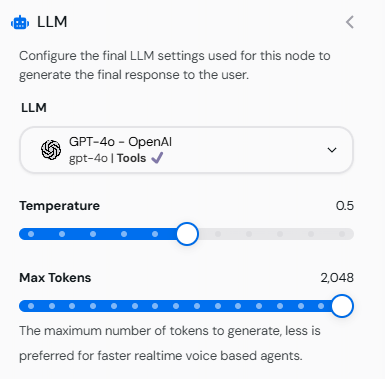 LLM
Configure the final LLM settings used for this node to
generate the final response to the user.
LLM
GPT-4o - OpenAI
gpt-4o | Tools ✓
Temperature 0.5
Max Tokens 2,048
The maximum number of tokens to generate, less is
preferred for faster realtime voice based agents.